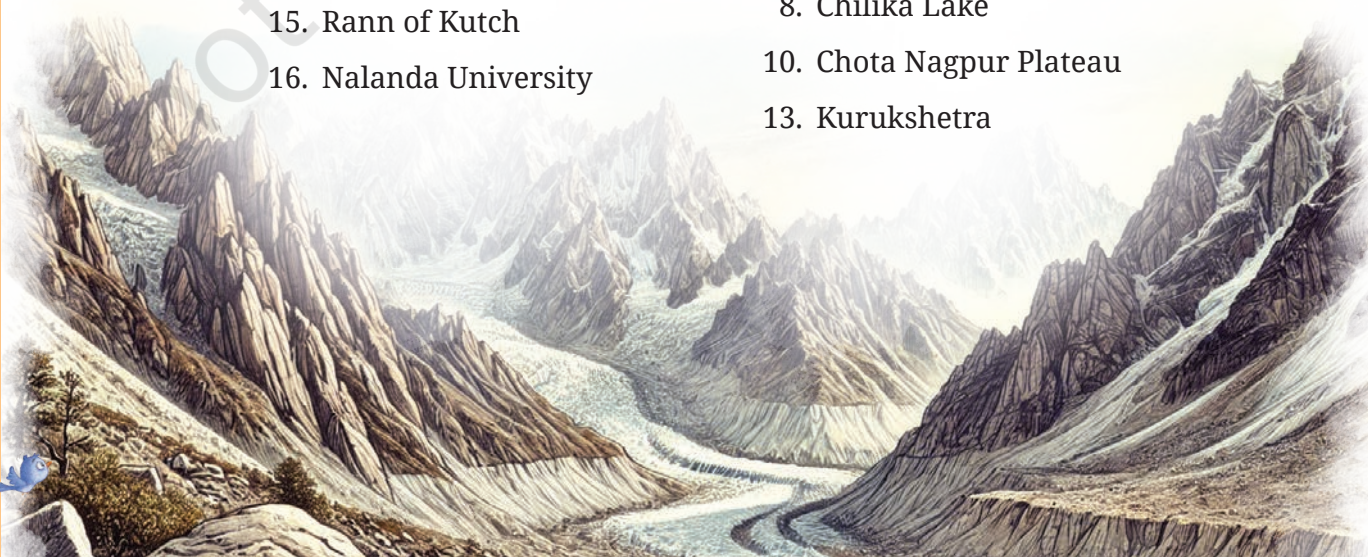 15. Rann of Kutch
16. Nalanda University
8. Chilika Lake
10. Chota Nagpur Plateau
13. Kurukshetra